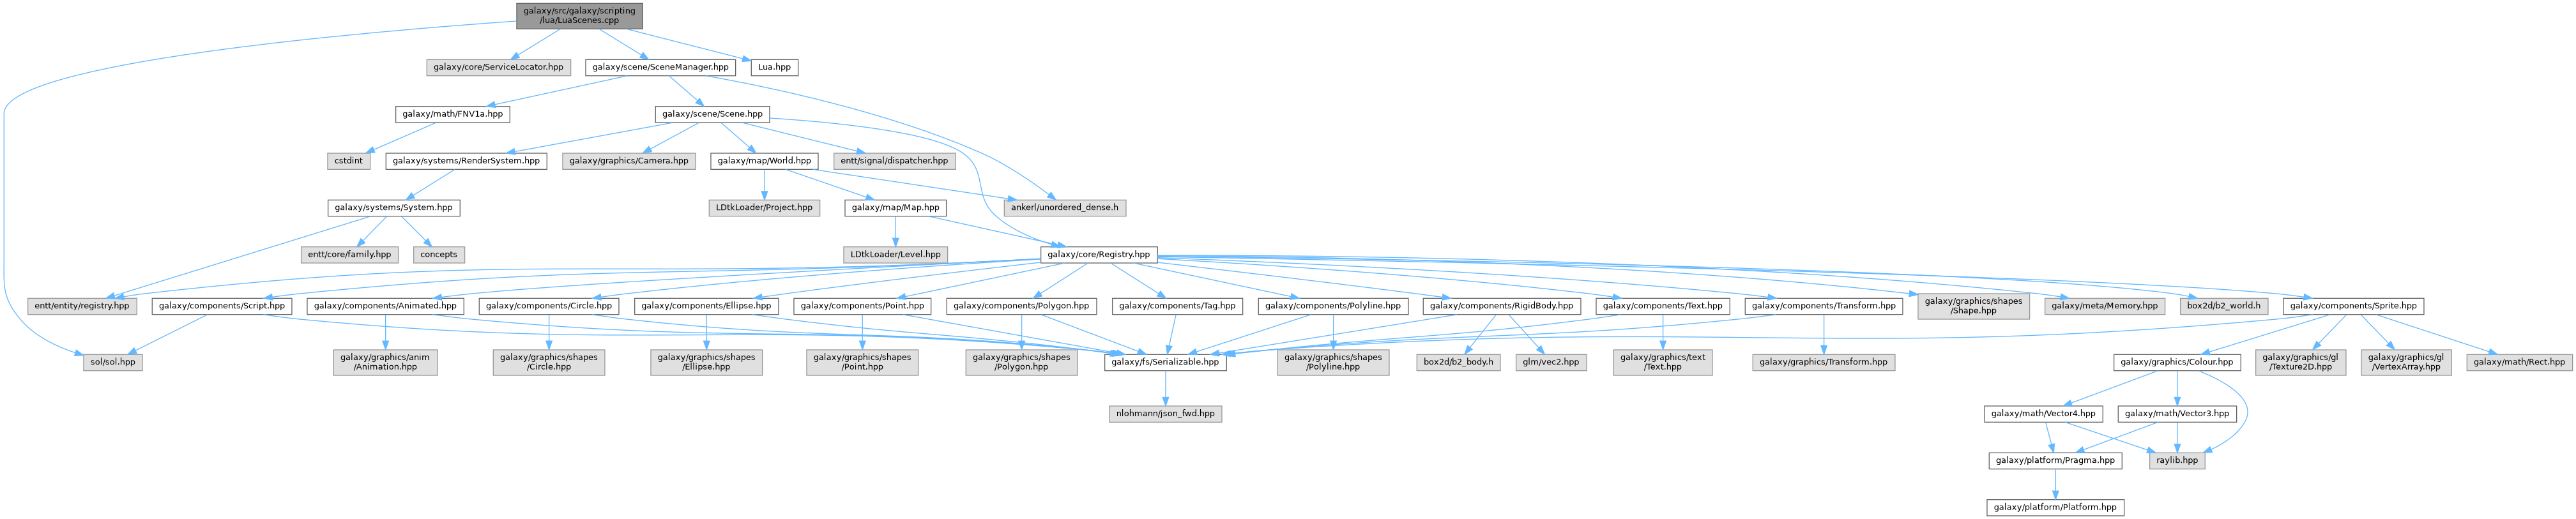 galaxy/src/galaxy/scripting
/lua/LuaScenes.cpp
galaxy/core/ServiceLocator.hpp
galaxy/scene/SceneManager.hpp
Lua.hpp
galaxy/math/FNV1a.hpp
galaxy/scene/Scene.hpp
cstdint
galaxy/systems/RenderSystem.hpp
galaxy/graphics/Camera.hpp
galaxy/map/World.hpp
entt/signal/dispatcher.hpp
galaxy/systems/System.hpp
LDtkLoader/Project.hpp
galaxy/map/Map.hpp
ankerl/unordered_dense.h
entt/core/family.hpp
concepts
LDtkLoader/Level.hpp
galaxy/core/Registry.hpp
entt/entity/registry.hpp
galaxy/components/Script.hpp
galaxy/components/Animated.hpp
galaxy/components/Circle.hpp
galaxy/components/Ellipse.hpp
galaxy/components/Point.hpp
galaxy/components/Polygon.hpp
galaxy/components/Tag.hpp
galaxy/components/Polyline.hpp
galaxy/components/RigidBody.hpp
galaxy/components/Text.hpp
galaxy/components/Transform.hpp
galaxy/graphics/shapes
/Shape.hpp
galaxy/meta/Memory.hpp
box2d/b2_world.h
galaxy/components/Sprite.hpp
sol/sol.hpp
galaxy/graphics/anim
/Animation.hpp
galaxy/graphics/shapes
/Circle.hpp
galaxy/graphics/shapes
/Ellipse.hpp
galaxy/graphics/shapes
/Point.hpp
galaxy/graphics/shapes
/Polygon.hpp
galaxy/fs/Serializable.hpp
galaxy/graphics/shapes
/Polyline.hpp
box2d/b2_body.h
glm/vec2.hpp
galaxy/graphics/text
/Text.hpp
galaxy/graphics/Transform.hpp
galaxy/graphics/Colour.hpp
galaxy/graphics/gl
/Texture2D.hpp
galaxy/graphics/gl
/VertexArray.hpp
galaxy/math/Rect.hpp
nlohmann/json_fwd.hpp
galaxy/math/Vector4.hpp
galaxy/math/Vector3.hpp
galaxy/platform/Pragma.hpp
raylib.hpp
galaxy/platform/Platform.hpp